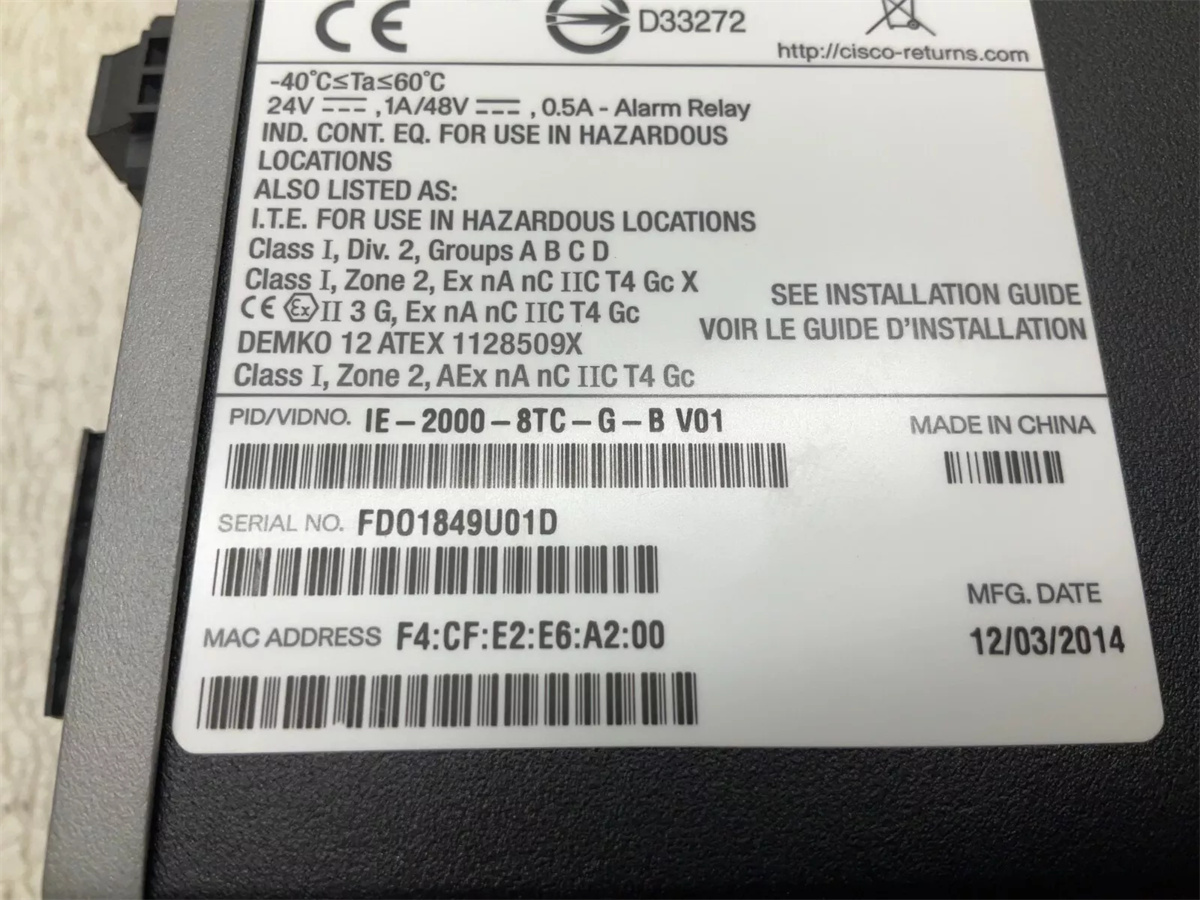 CE D33272
http://cisco-returns.com
-40°C≤Ta≤60°C
24V ⎓, 1A/48V ⎓, 0.5A - Alarm Relay
IND. CONT. EQ. FOR USE IN HAZARDOUS
LOCATIONS
ALSO LISTED AS:
I.T.E. FOR USE IN HAZARDOUS LOCATIONS
Class I, Div. 2, Groups A B C D
Class I, Zone 2, Ex nA nC IIC T4 Gc X
CE Ex II 3 G, Ex nA nC IIC T4 Gc
DEMKO 12 ATEX 1128509X
Class I, Zone 2, AEx nA nC IIC T4 Gc
SEE INSTALLATION GUIDE
VOIR LE GUIDE D'INSTALLATION
PID/VIDNO. IE-2000-8TC-G-B V01
MADE IN CHINA
SERIAL NO. FDO1849U01D
MFG. DATE
12/03/2014
MAC ADDRESS F4:CF:E2:E6:A2:00